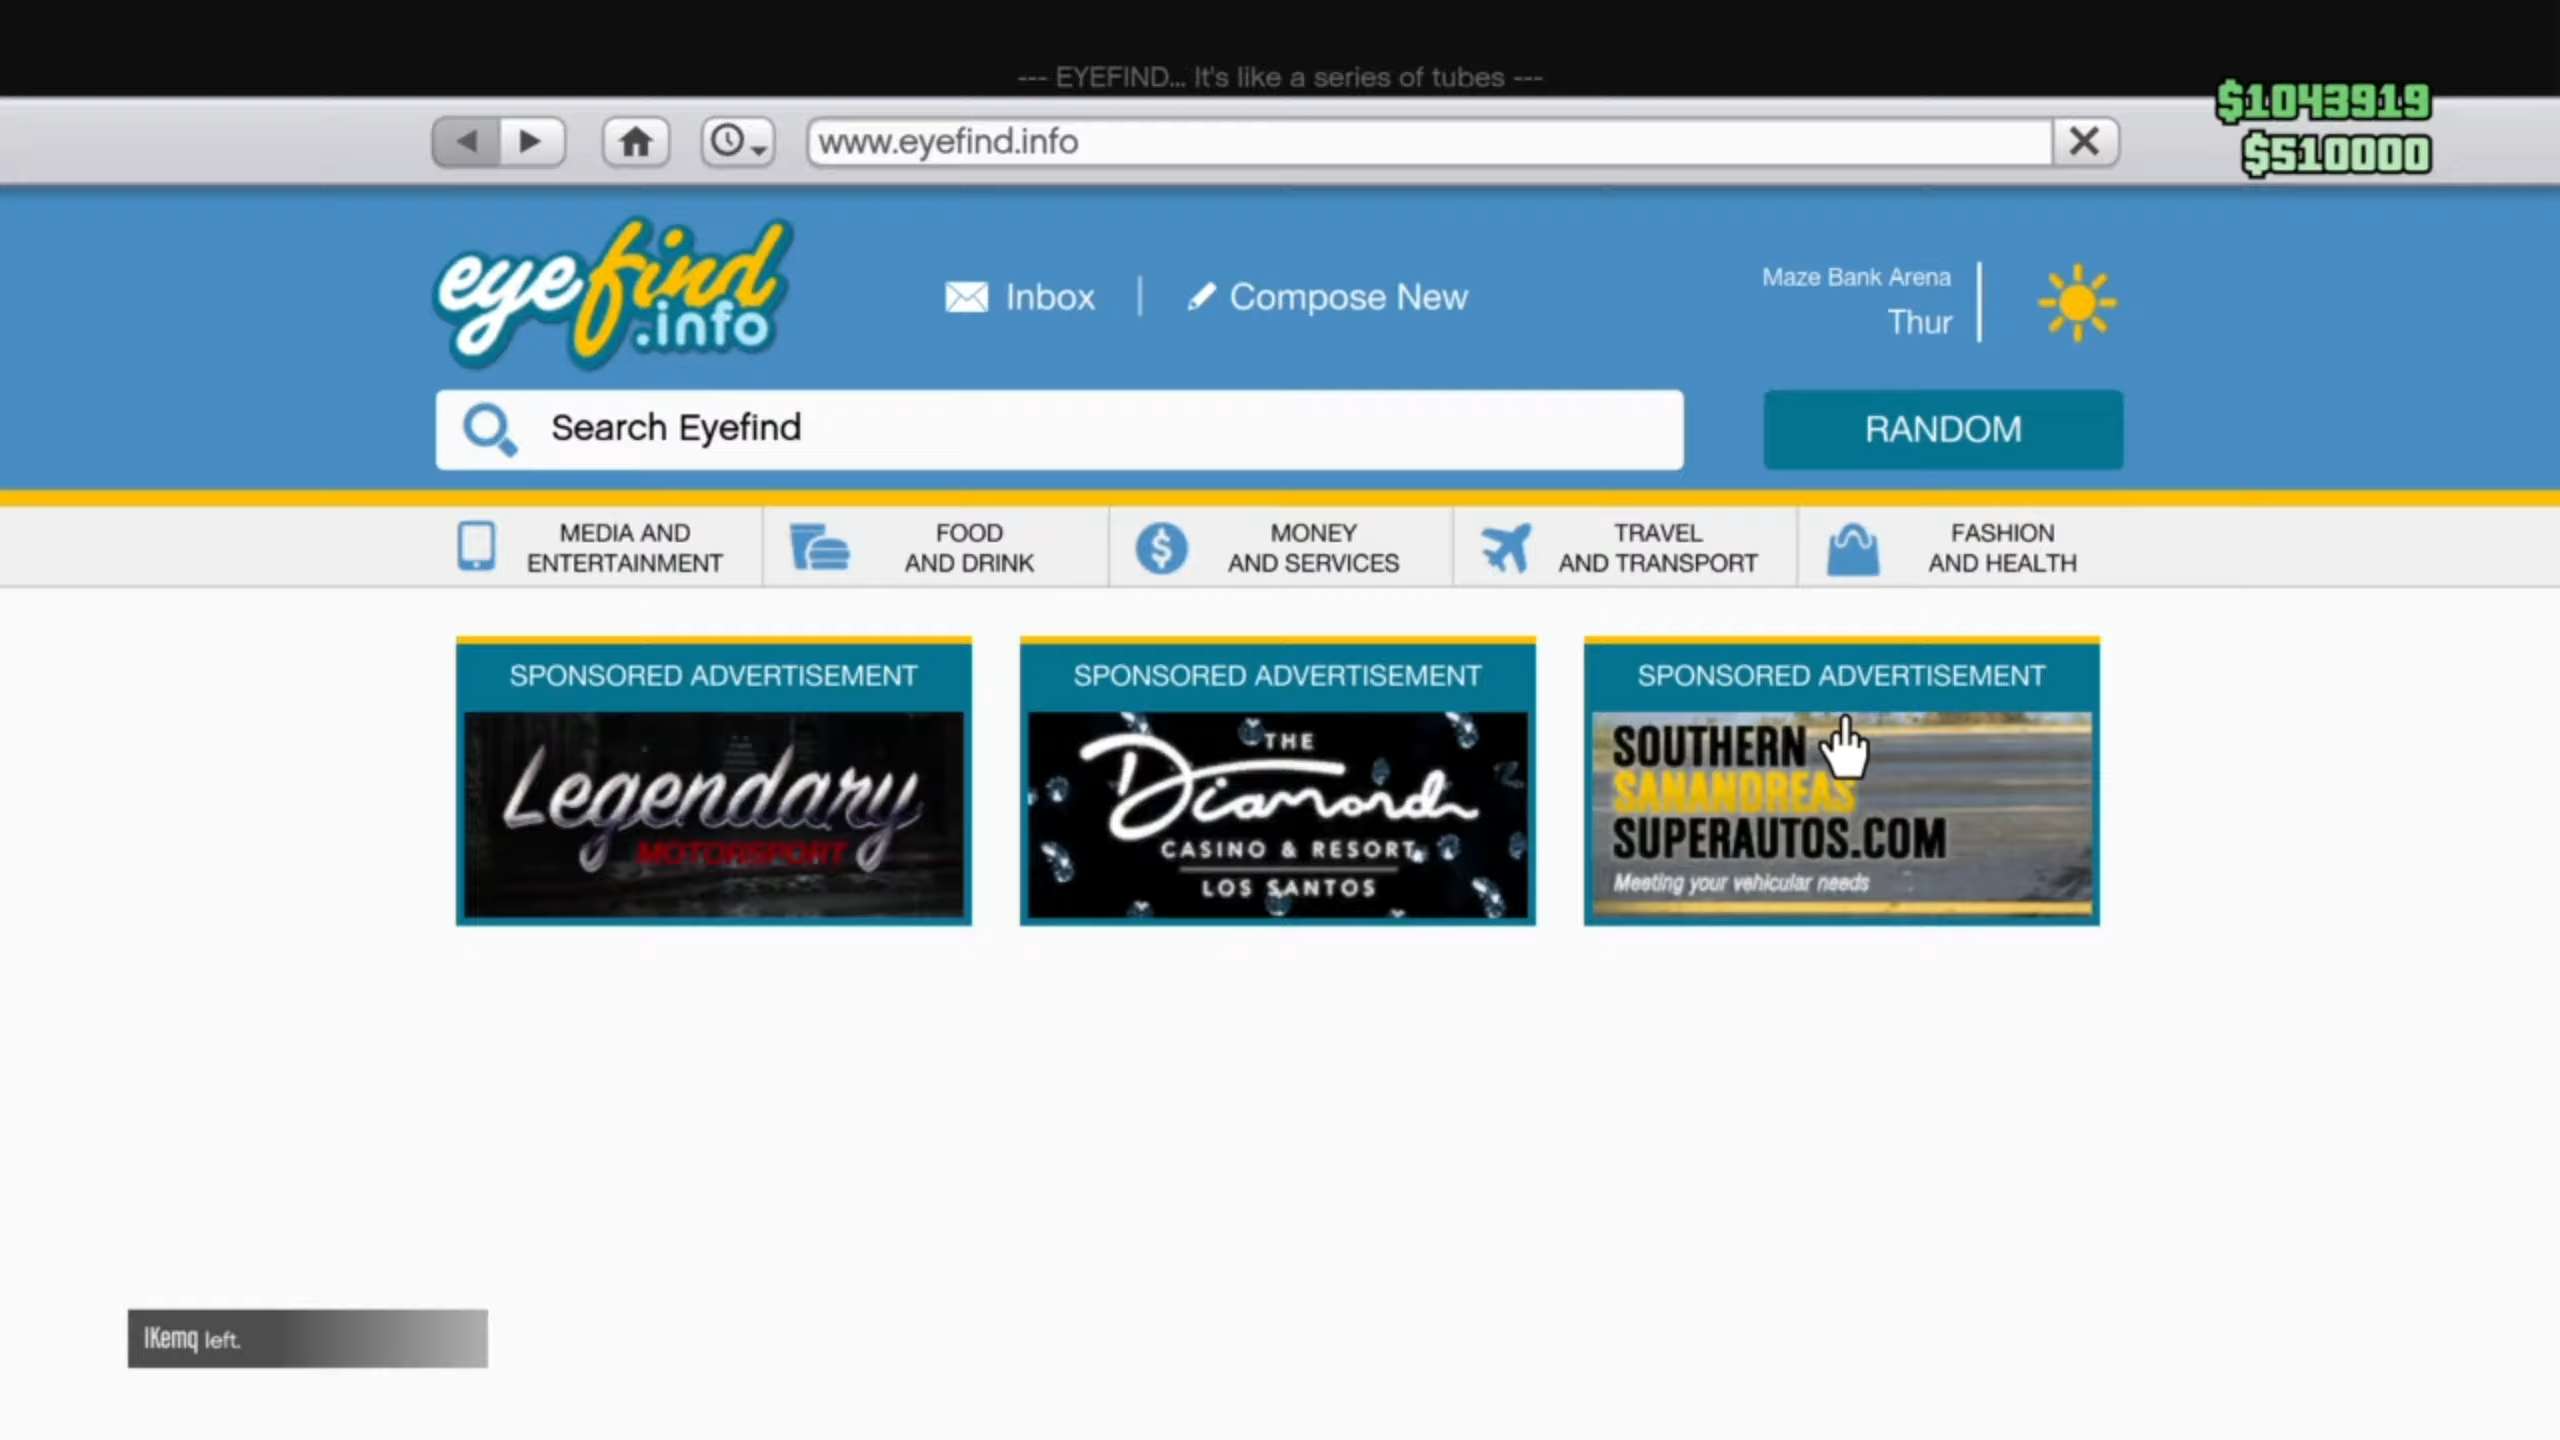 --- EYEFIND... It's like a series of tubes ---
$1043919
www.eyefind.info
$510000
eyefind
.info
Inbox
Compose New
Maze Bank Arena
Thur
Search Eyefind
RANDOM
MEDIA AND
ENTERTAINMENT
FOOD
AND DRINK
MONEY
AND SERVICES
TRAVEL
AND TRANSPORT
FASHION
AND HEALTH
SPONSORED ADVERTISEMENT
Legendary
MOTORSPORT
SPONSORED ADVERTISEMENT
THE
Diamond
CASINO & RESORT
LOS SANTOS
SPONSORED ADVERTISEMENT
SOUTHERN
SANANDREAS
SUPERAUTOS.COM
Meeting your vehicular needs
IKemq left.